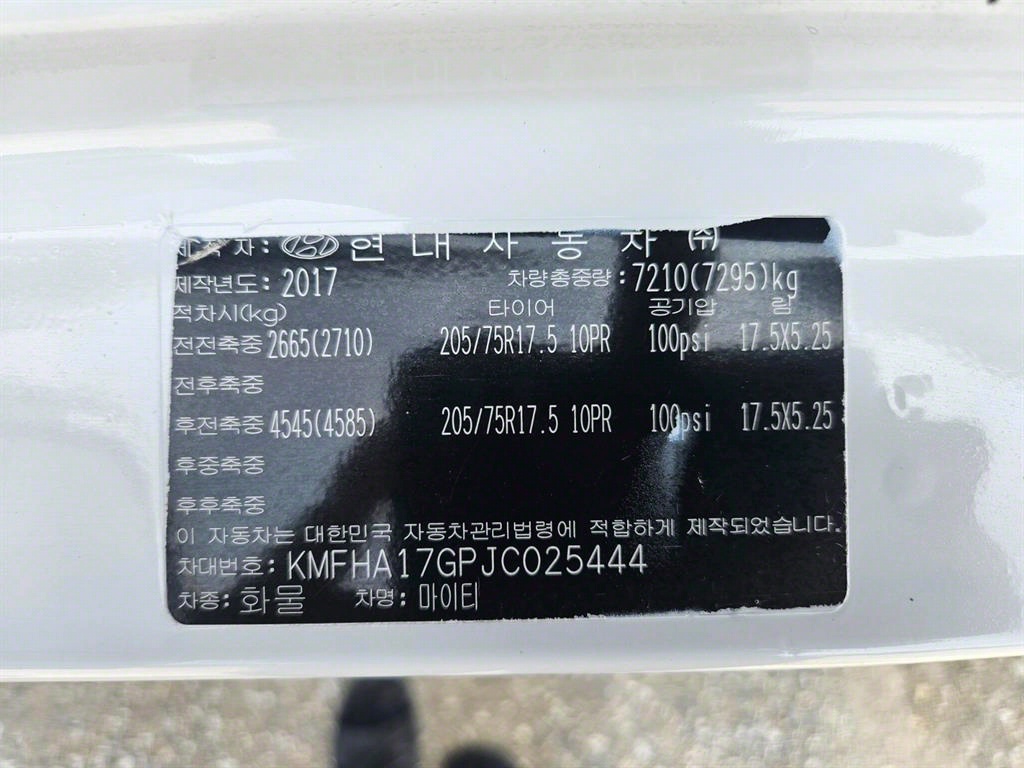 제작자: 현대자동차㈜
제작년도: 2017 차량총중량: 7210(7295)kg
적차시(kg) 타이어 공기압 림
전전축중 2665(2710) 205/75R17.5 10PR 100psi 17.5X5.25
전후축중
후전축중 4545(4585) 205/75R17.5 10PR 100psi 17.5X5.25
후중축중
후후축중
이 자동차는 대한민국 자동차관리법령에 적합하게 제작되었습니다.
차대번호: KMFHA17GPJC025444
차종: 화물 차명: 마이티